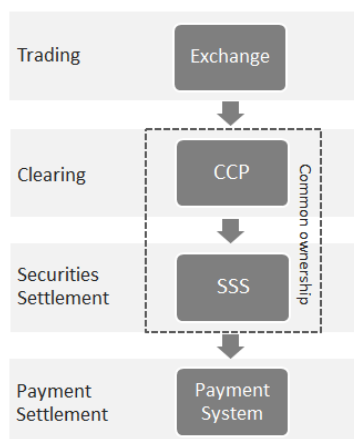 Trading
Exchange
Clearing
CCP
Common ownership
Securities
Settlement
SSS
Payment
Settlement
Payment
System